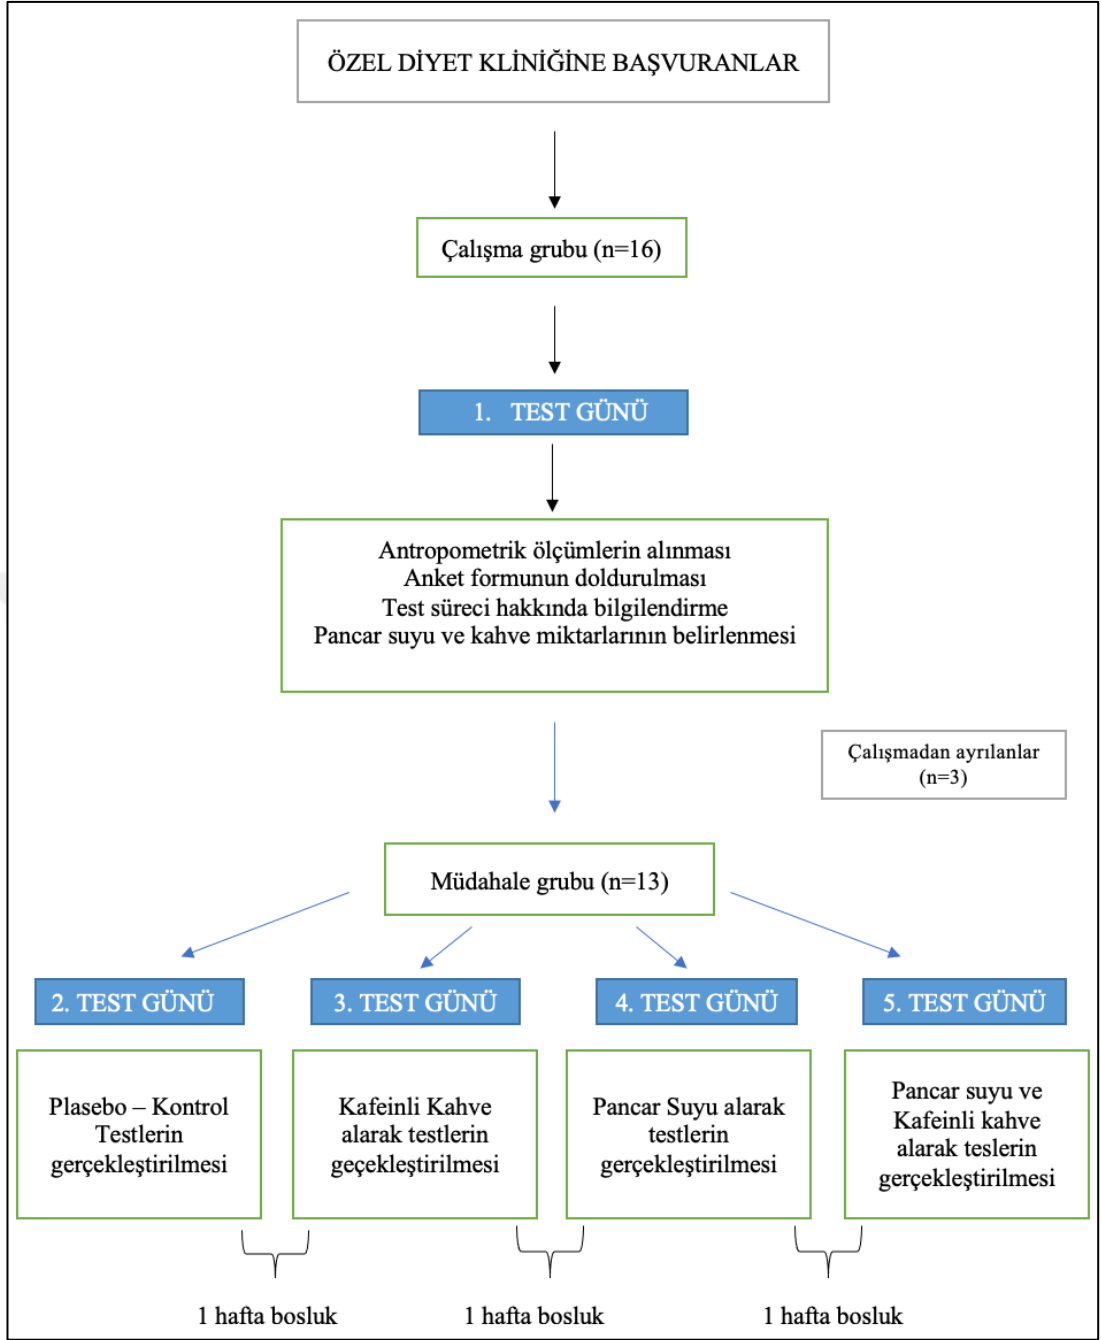 ÖZEL DİYET KLİNİĞİNE BAŞVURANLAR
Çalışma grubu (n=16)
1. TEST GÜNÜ
Antropometrik ölçümlerin alınması
Anket formunun doldurulması
Test süreci hakkında bilgilendirme
Pancar suyu ve kahve miktarlarının belirlenmesi
Çalışmadan ayrılanlar
(n=3)
Müdahale grubu (n=13)
2. TEST GÜNÜ
3. TEST GÜNÜ
4. TEST GÜNÜ
5. TEST GÜNÜ
Plasebo – Kontrol
Testlerin
gerçekleştirilmesi
Kafeinli Kahve
alarak testlerin
geçekleştirilmesi
Pancar Suyu alarak
testlerin
gerçekleştirilmesi
Pancar suyu ve
Kafeinli kahve
alarak teslerin
gerçekleştirilmesi
1 hafta bosluk
1 hafta bosluk
1 hafta bosluk